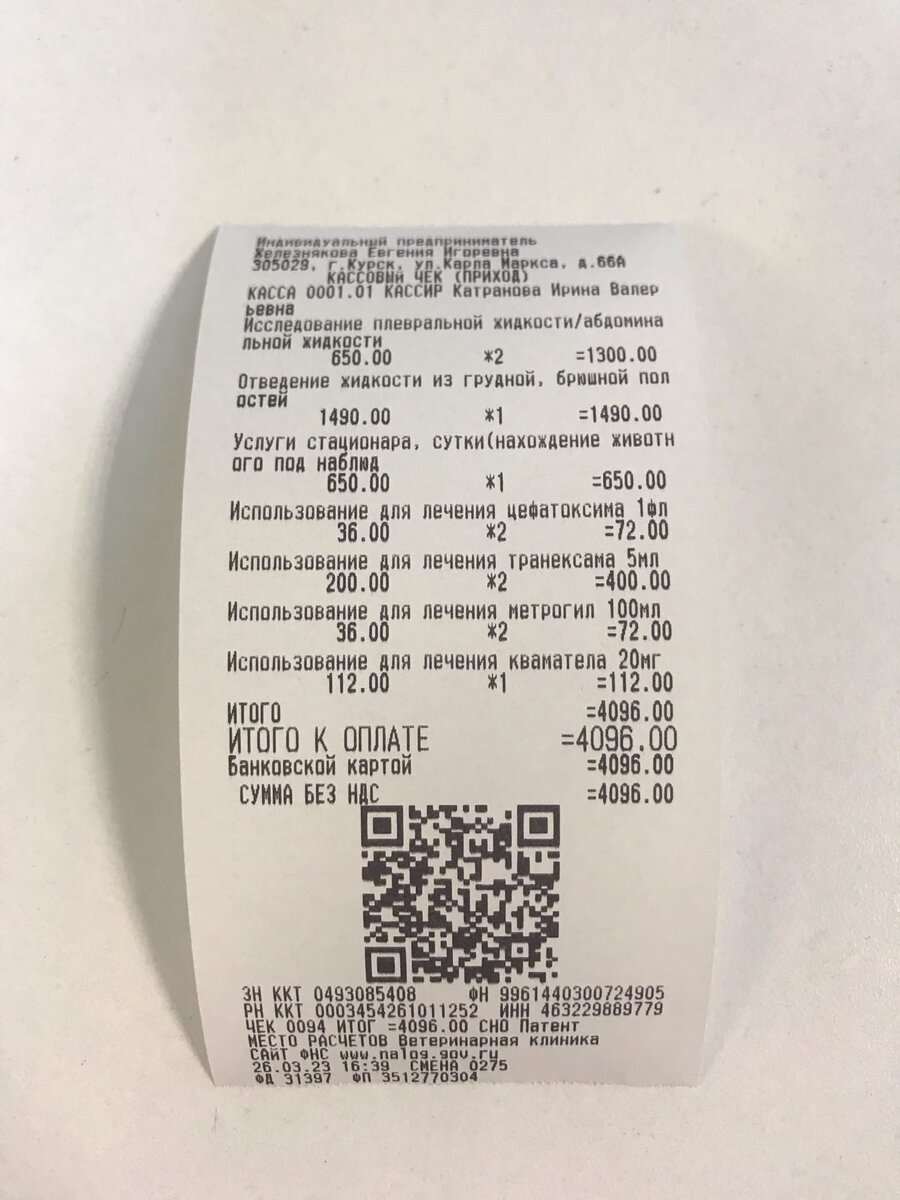 Индивидуальный предприниматель
Железнякова Евгения Игоревна
305029, г.Курск, ул.Карла Маркса, д.66А
КАССОВЫЙ ЧЕК (ПРИХОД)
КАССА 0001.01 КАССИР Катранова Ирина Валер
ьевна
Исследование плевральной жидкости/абдомина
льной жидкости
650.00 *2 =1300.00
Отведение жидкости из грудной, брюшной пол
остей
1490.00 *1 =1490.00
Услуги стационара, сутки(нахождение животн
ого под наблюд
650.00 *1 =650.00
Использование для лечения цефатоксима 1фл
36.00 *2 =72.00
Использование для лечения транексама 5мл
200.00 *2 =400.00
Использование для лечения метрогил 100мл
36.00 *2 =72.00
Использование для лечения квамател​а 20мг
112.00 *1 =112.00
ИТОГО =4096.00
ИТОГО К ОПЛАТЕ =4096.00
Банковской картой =4096.00
СУММА БЕЗ НДС =4096.00
ЗН ККТ 0493085408 ФН 9961440300724905
РН ККТ 0003454261011252 ИНН 463229889779
ЧЕК 0094 ИТОГ =4096.00 СНО Патент
МЕСТО РАСЧЕТОВ Ветеринарная клиника
САЙТ ФНС www.nalog.gov.ru
26.03.23 16:39 СМЕНА 0275
ФД 31397 ФП 3512770304